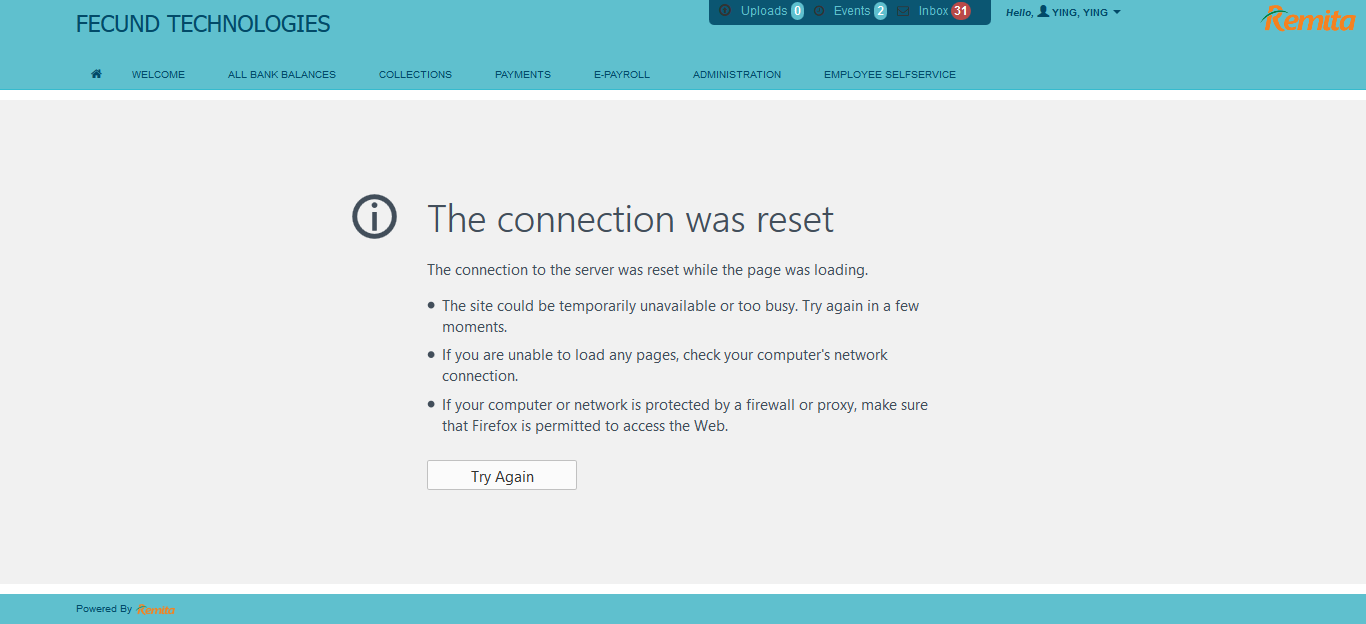 FECUND TECHNOLOGIES
Uploads 0 Events 2 Inbox 31
Hello, YING, YING
Remita
WELCOME ALL BANK BALANCES COLLECTIONS PAYMENTS E-PAYROLL ADMINISTRATION EMPLOYEE SELFSERVICE
The connection was reset
The connection to the server was reset while the page was loading.
The site could be temporarily unavailable or too busy. Try again in a few
moments.
If you are unable to load any pages, check your computer's network
connection.
If your computer or network is protected by a firewall or proxy, make sure
that Firefox is permitted to access the Web.
Try Again
Powered By Remita